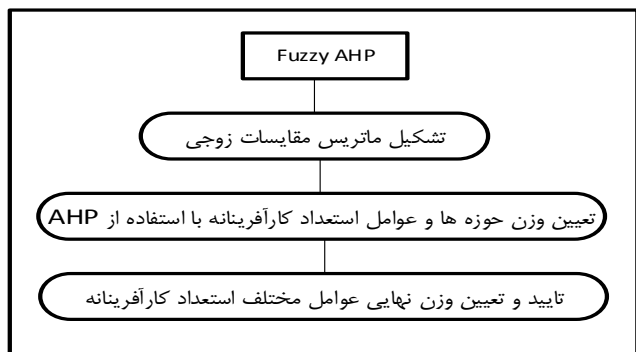 Fuzzy AHP
تشکیل ماتریس مقایسات زوجی
تعیین وزن حوزه ها و عوامل استعداد کارآفرینانه با استفاده از AHP
تایید و تعیین وزن نهایی عوامل مختلف استعداد کارآفرینانه